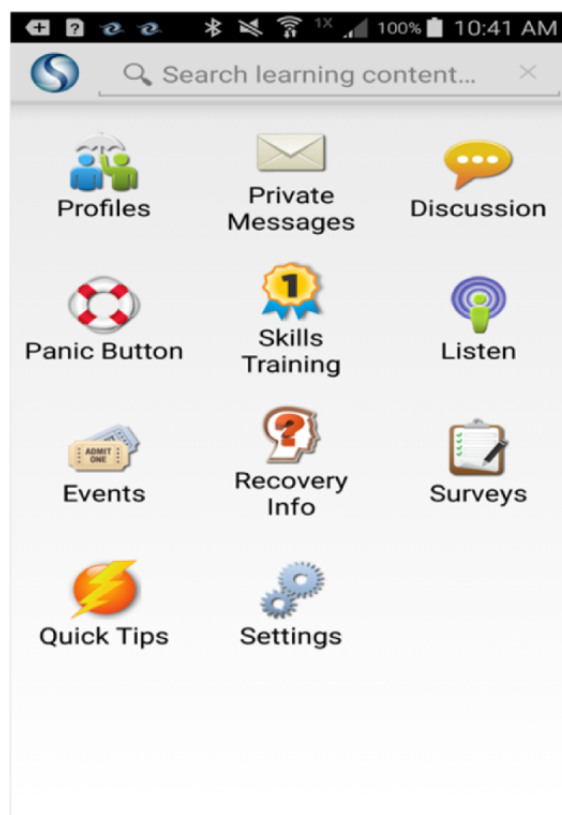 1X 100% 10:41 AM
Search learning content...
Profiles
Private
Messages
Discussion
Panic Button
1
Skills
Training
Listen
ADMIT
ONE
Events
?
Recovery
Info
Surveys
Quick Tips
Settings